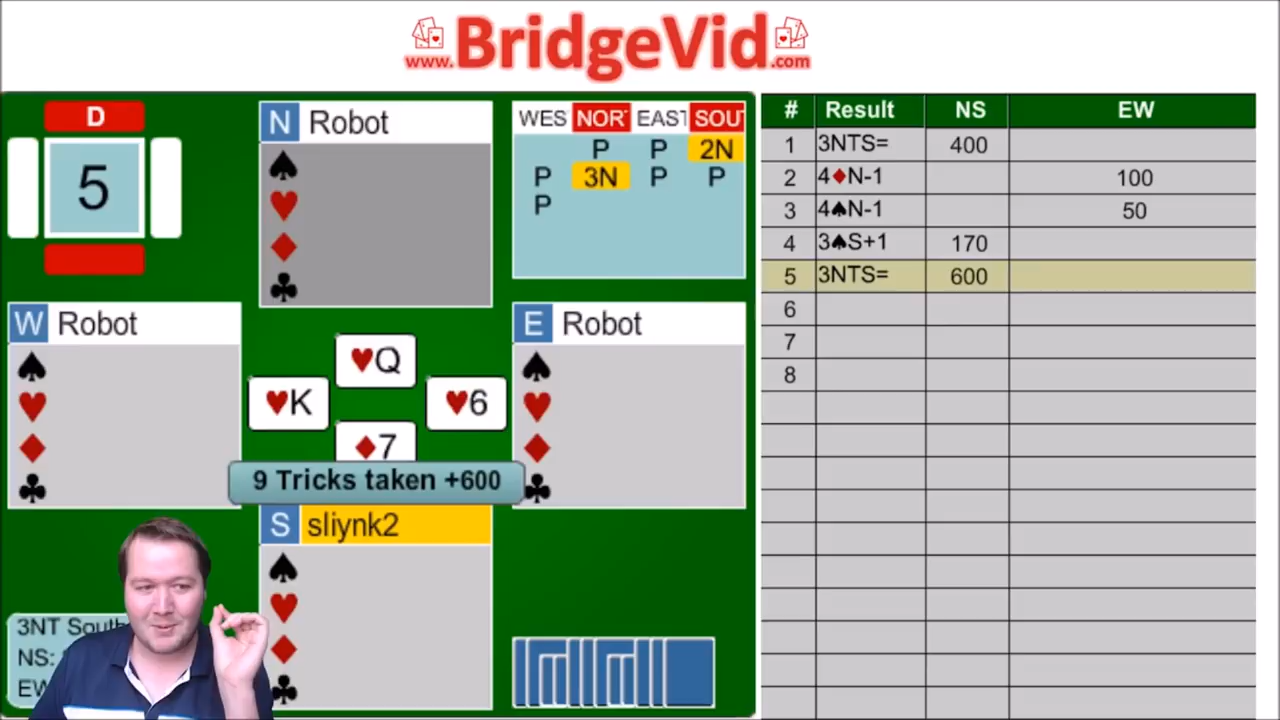 www.BridgeVid.com
D
5
N Robot
WES NOR EAST SOUT
P P 2N
P 3N P P
P
W Robot
E Robot
♠
♥
♦
♣
♠
♥
♦
♣
♠
♥
♦
♣
♥Q
♥K
♥6
♦7
9 Tricks taken +600
S sliynk2
♠
♥
♦
♣
3NT South
NS:
EW
# Result NS EW
1 3NTS= 400
2 4♦N-1 100
3 4♠N-1 50
4 3♠S+1 170
5 3NTS= 600
6
7
8